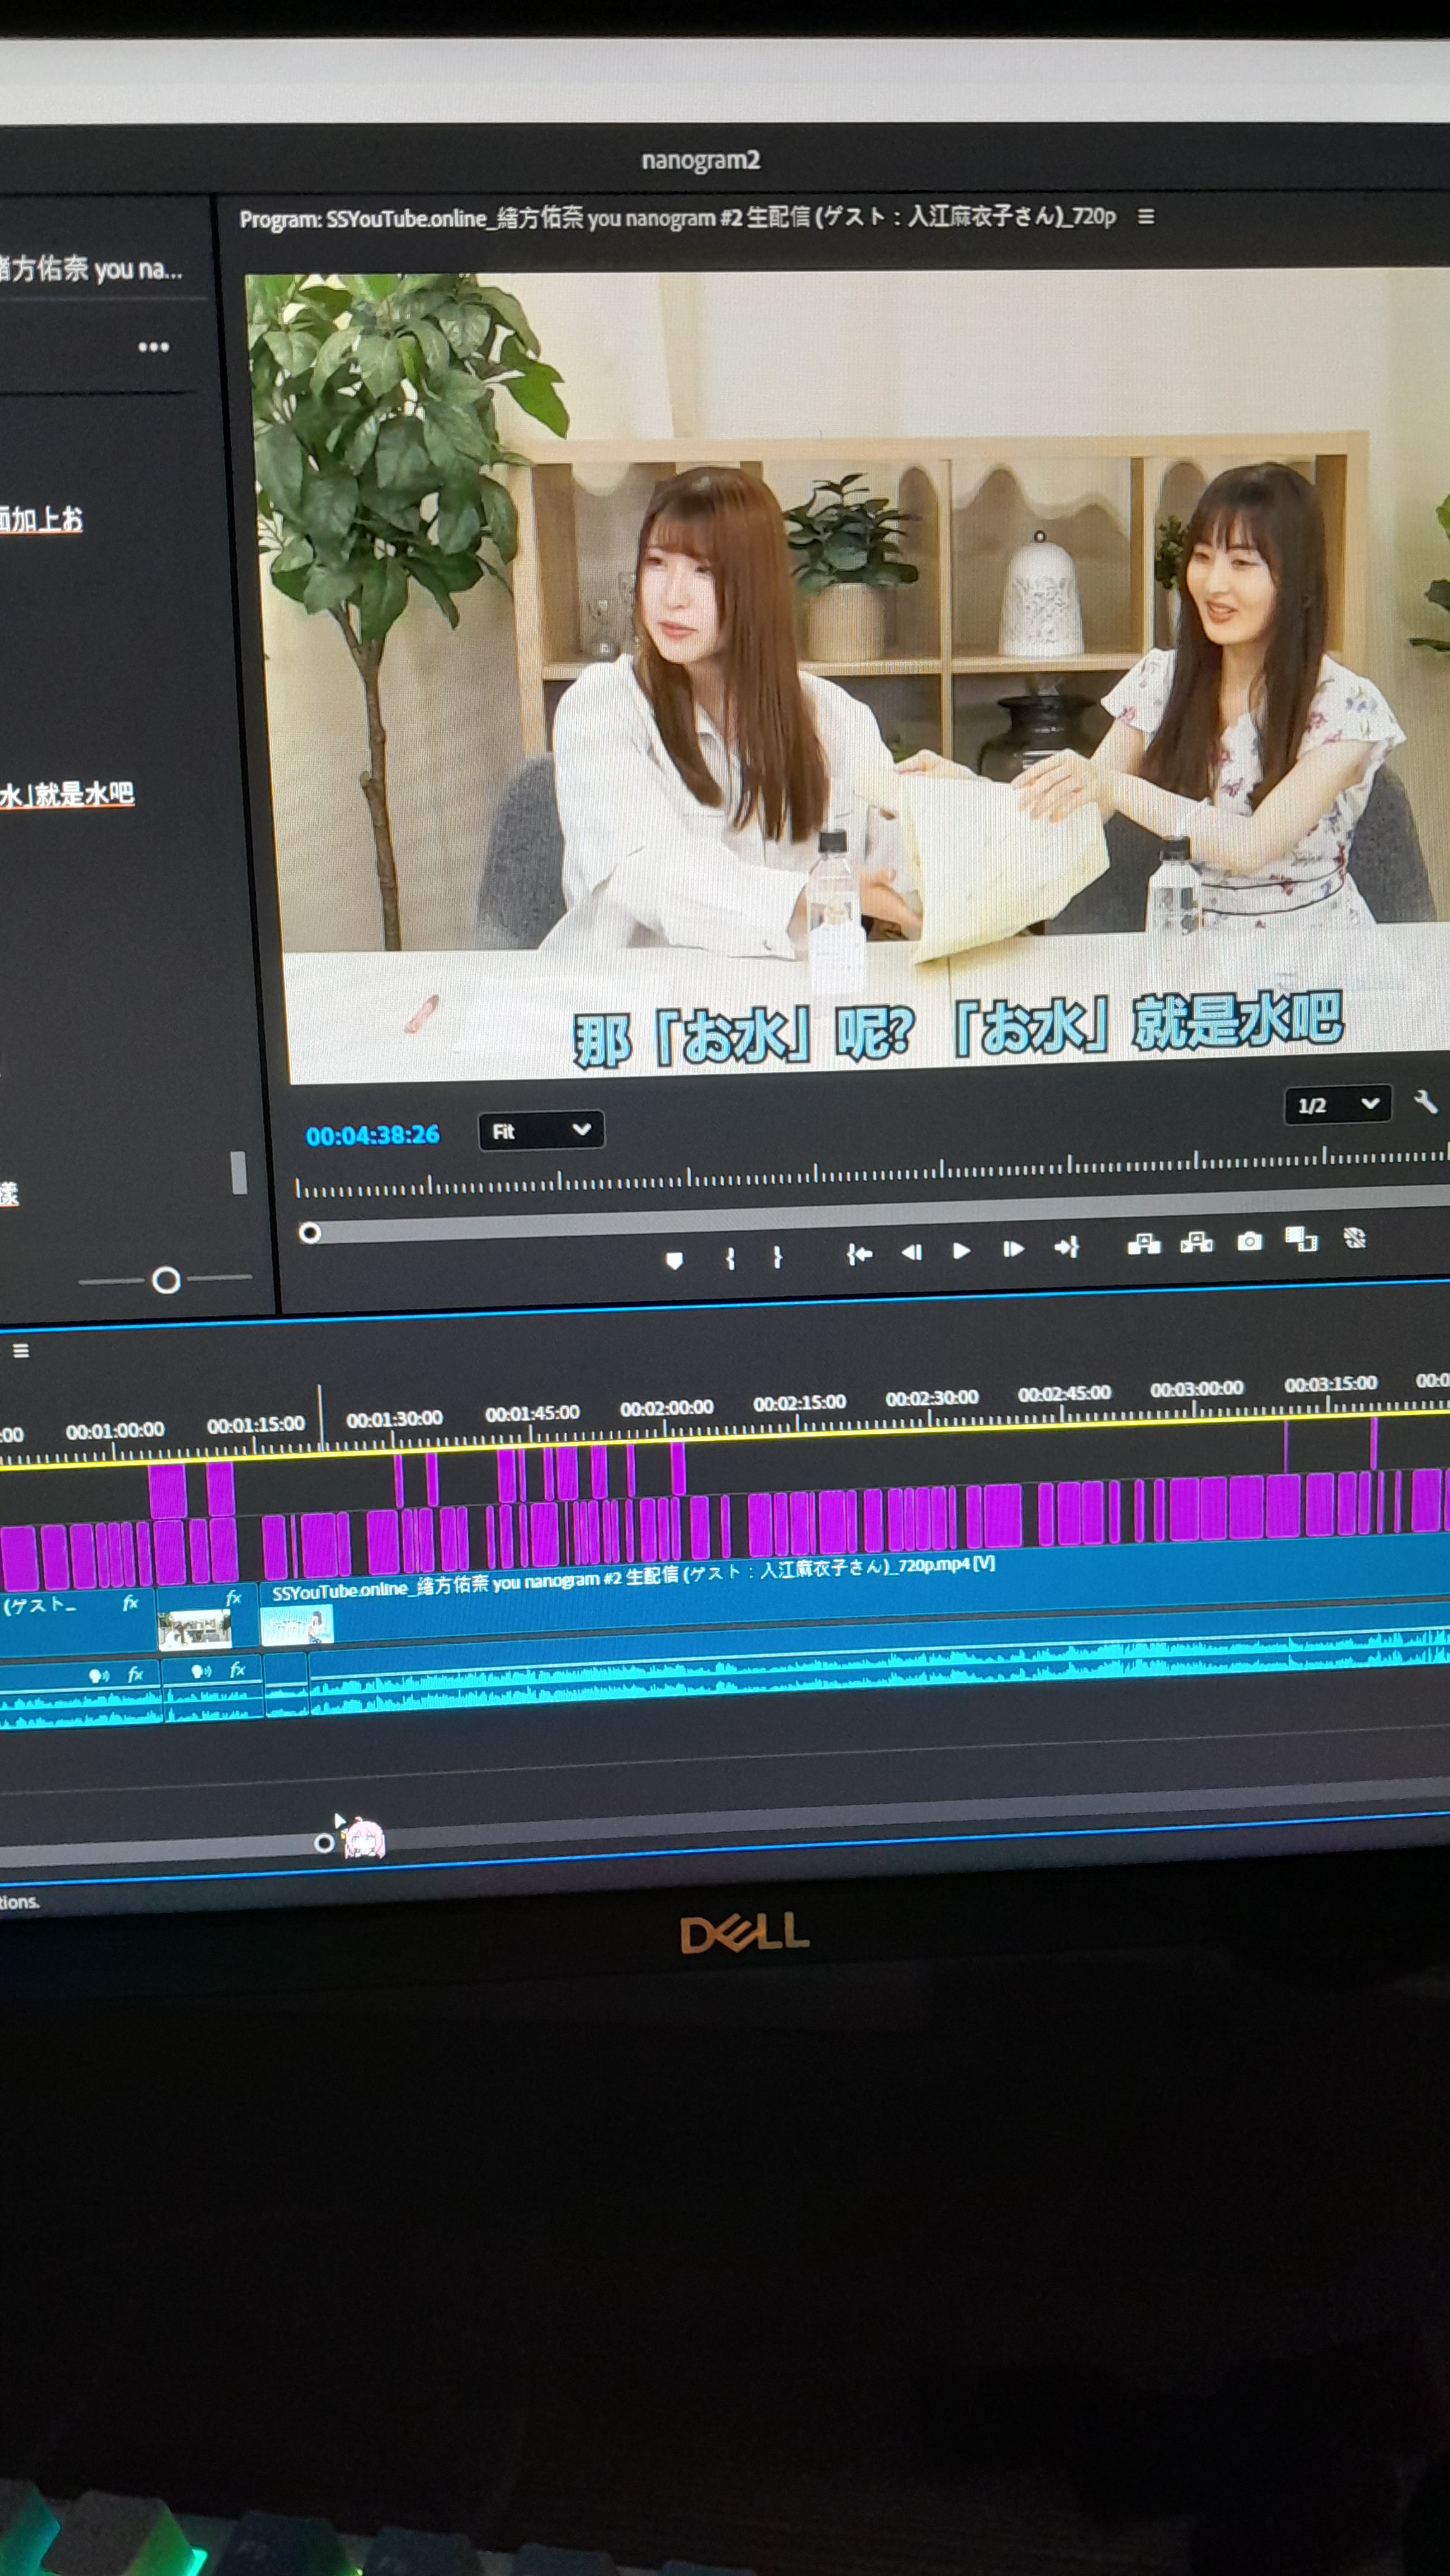 nanogram2
Program: SSYouTube.online_緒方佑奈 you nanogram #2 生配信 (ゲスト：入江麻衣子さん)_720p
緒方佑奈 you na...
面加上お
水」就是水吧
樣
那「お水」呢?「お水」就是水吧
00:04:38:26
Fit
1/2
:00
00:01:00:00
00:01:15:00
00:01:30:00
00:01:45:00
00:02:00:00
00:02:15:00
00:02:30:00
00:02:45:00
00:03:00:00
00:03:15:00
00:0
(ゲスト_
fx
fx
SSYouTube.online_緒方佑奈 you nanogram #2 生配信 (ゲスト：入江麻衣子さん)_720p.mp4 [V]
fx
fx
tions.
DELL